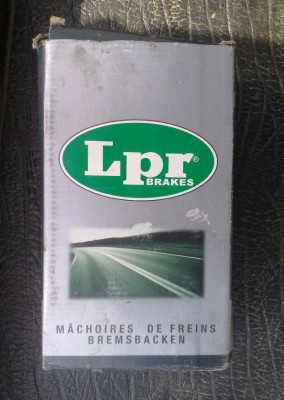 Lpr®
BRAKES
MÂCHOIRES DE FREINS
BREMSBACKEN